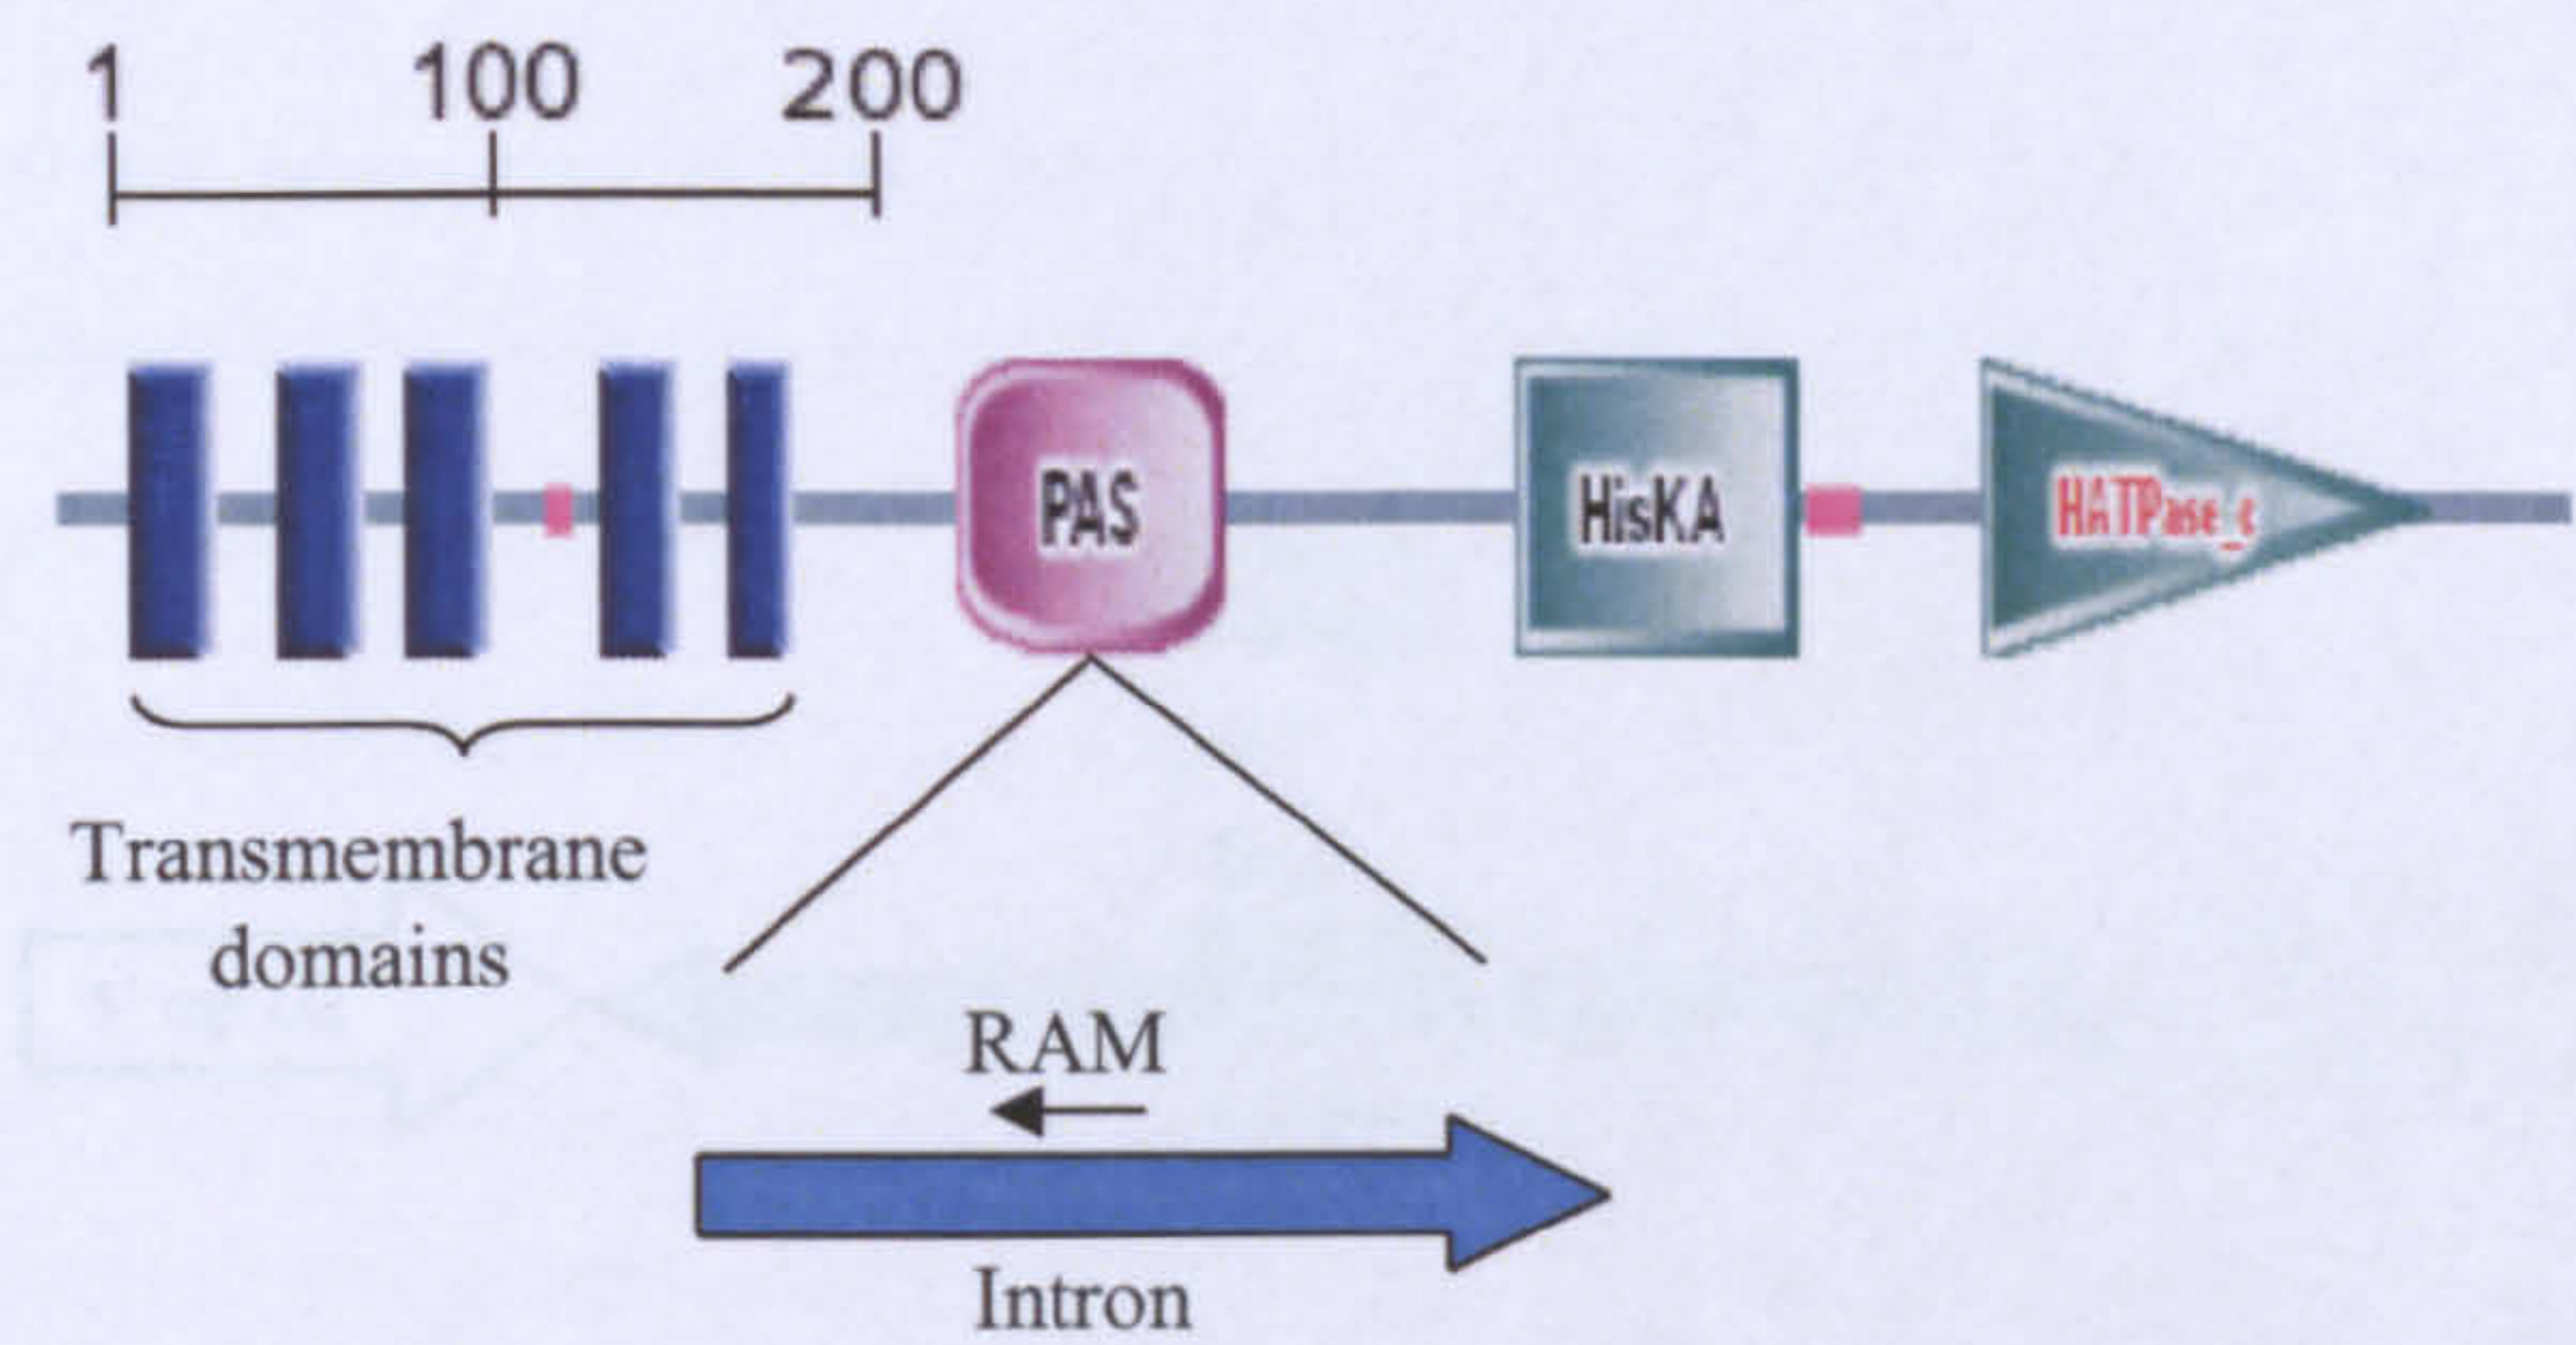 1 100 200
PAS HisKA HATPase_c
Transmembrane
domains
RAM
Intron